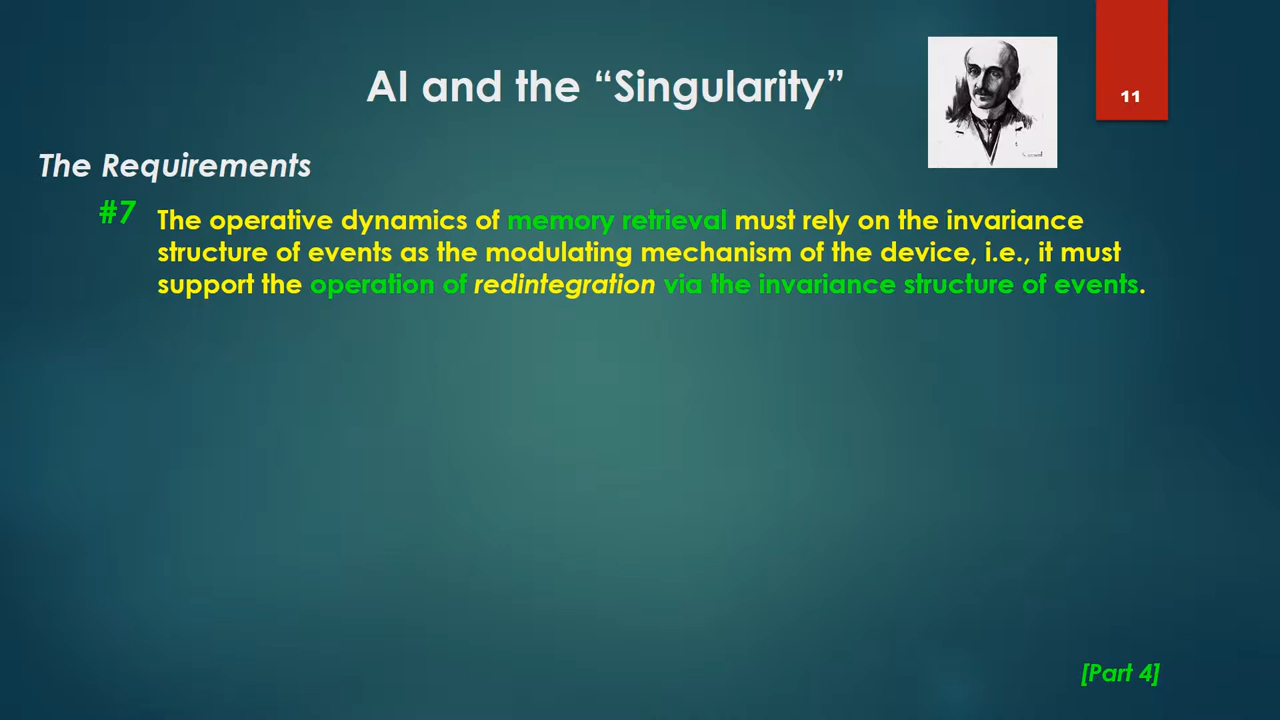 AI and the “Singularity”
11
The Requirements
#7
The operative dynamics of memory retrieval must rely on the invariance
structure of events as the modulating mechanism of the device, i.e., it must
support the operation of redintegration via the invariance structure of events.
[Part 4]